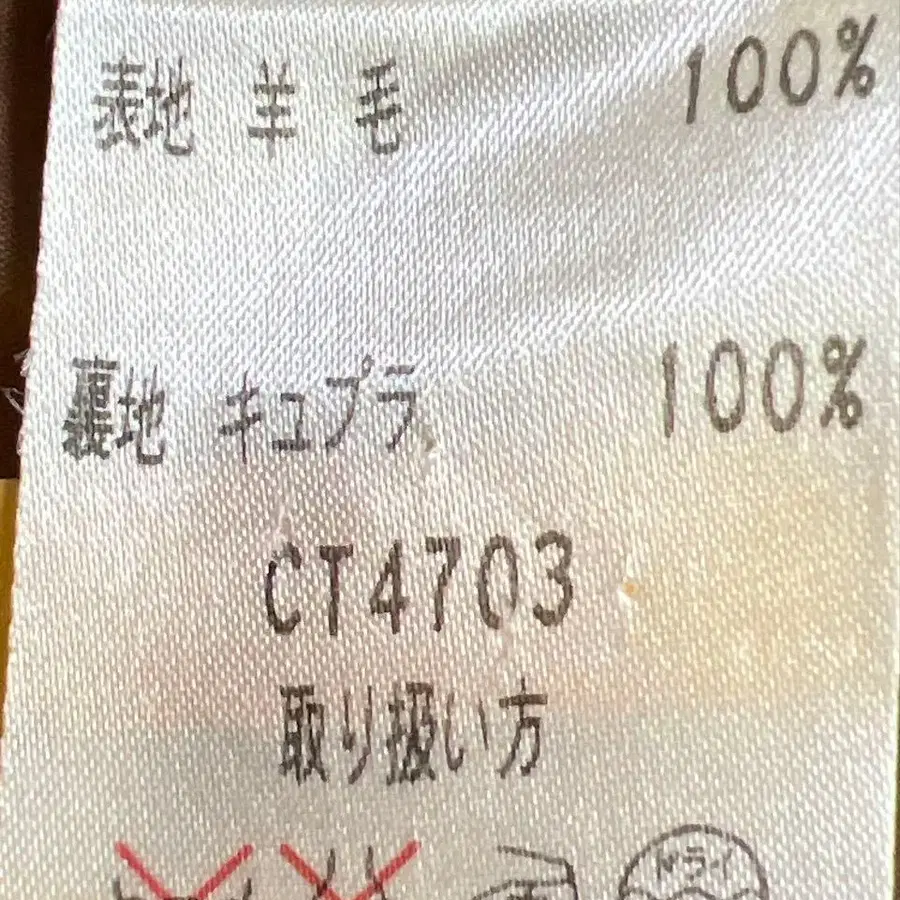 表地 羊毛 100%
裏地 キュプラ 100%
CT4703
取り扱い方
ドライ